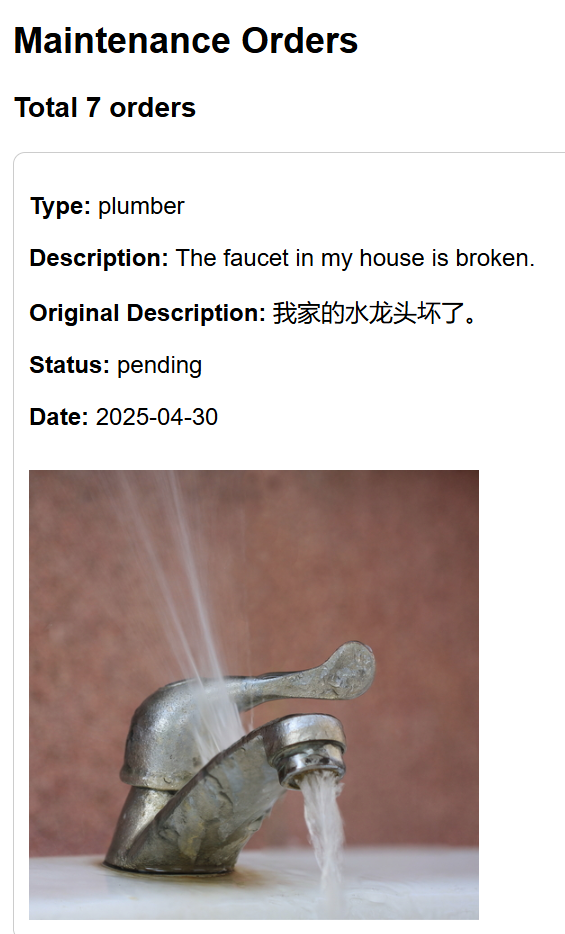 Maintenance Orders
Total 7 orders
Type: plumber
Description: The faucet in my house is broken.
Original Description: 我家的水龙头坏了。
Status: pending
Date: 2025-04-30